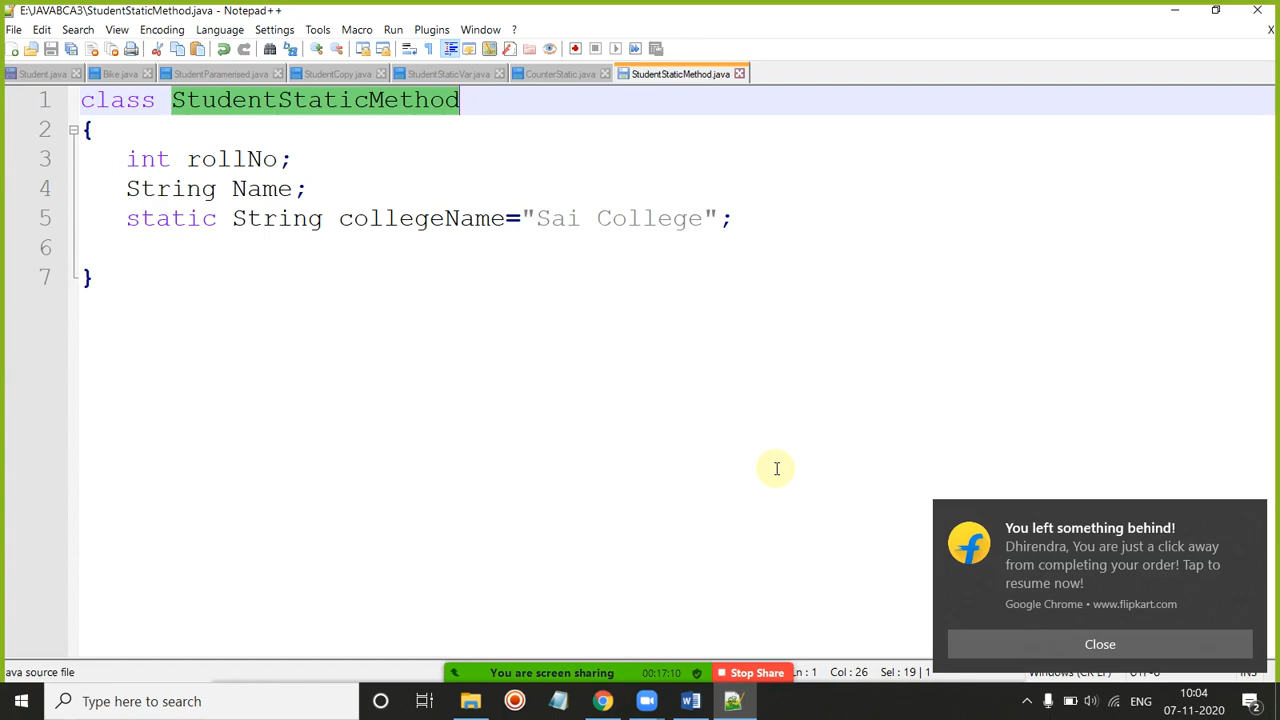 E:\JAVABCA3\StudentStaticMethod.java - Notepad++
File Edit Search View Encoding Language Settings Tools Macro Run Plugins Window ? X
Student.java Bike.java StudentParamerised.java StudentCopy.java StudentStaticVar.java CounterStatic.java StudentStaticMethod.java
1 class StudentStaticMethod
2 {
3 int rollNo;
4 String Name;
5 static String collegeName="Sai College";
6
7 }
You left something behind!
Dhirendra, You are just a click away
from completing your order! Tap to
resume now!
Google Chrome • www.flipkart.com
Close
ava source file You are screen sharing 00:17:10 Stop Share Ln : 1 Col : 26 Sel : 19 | 1
Type here to search ENG 10:04
07-11-2020 2